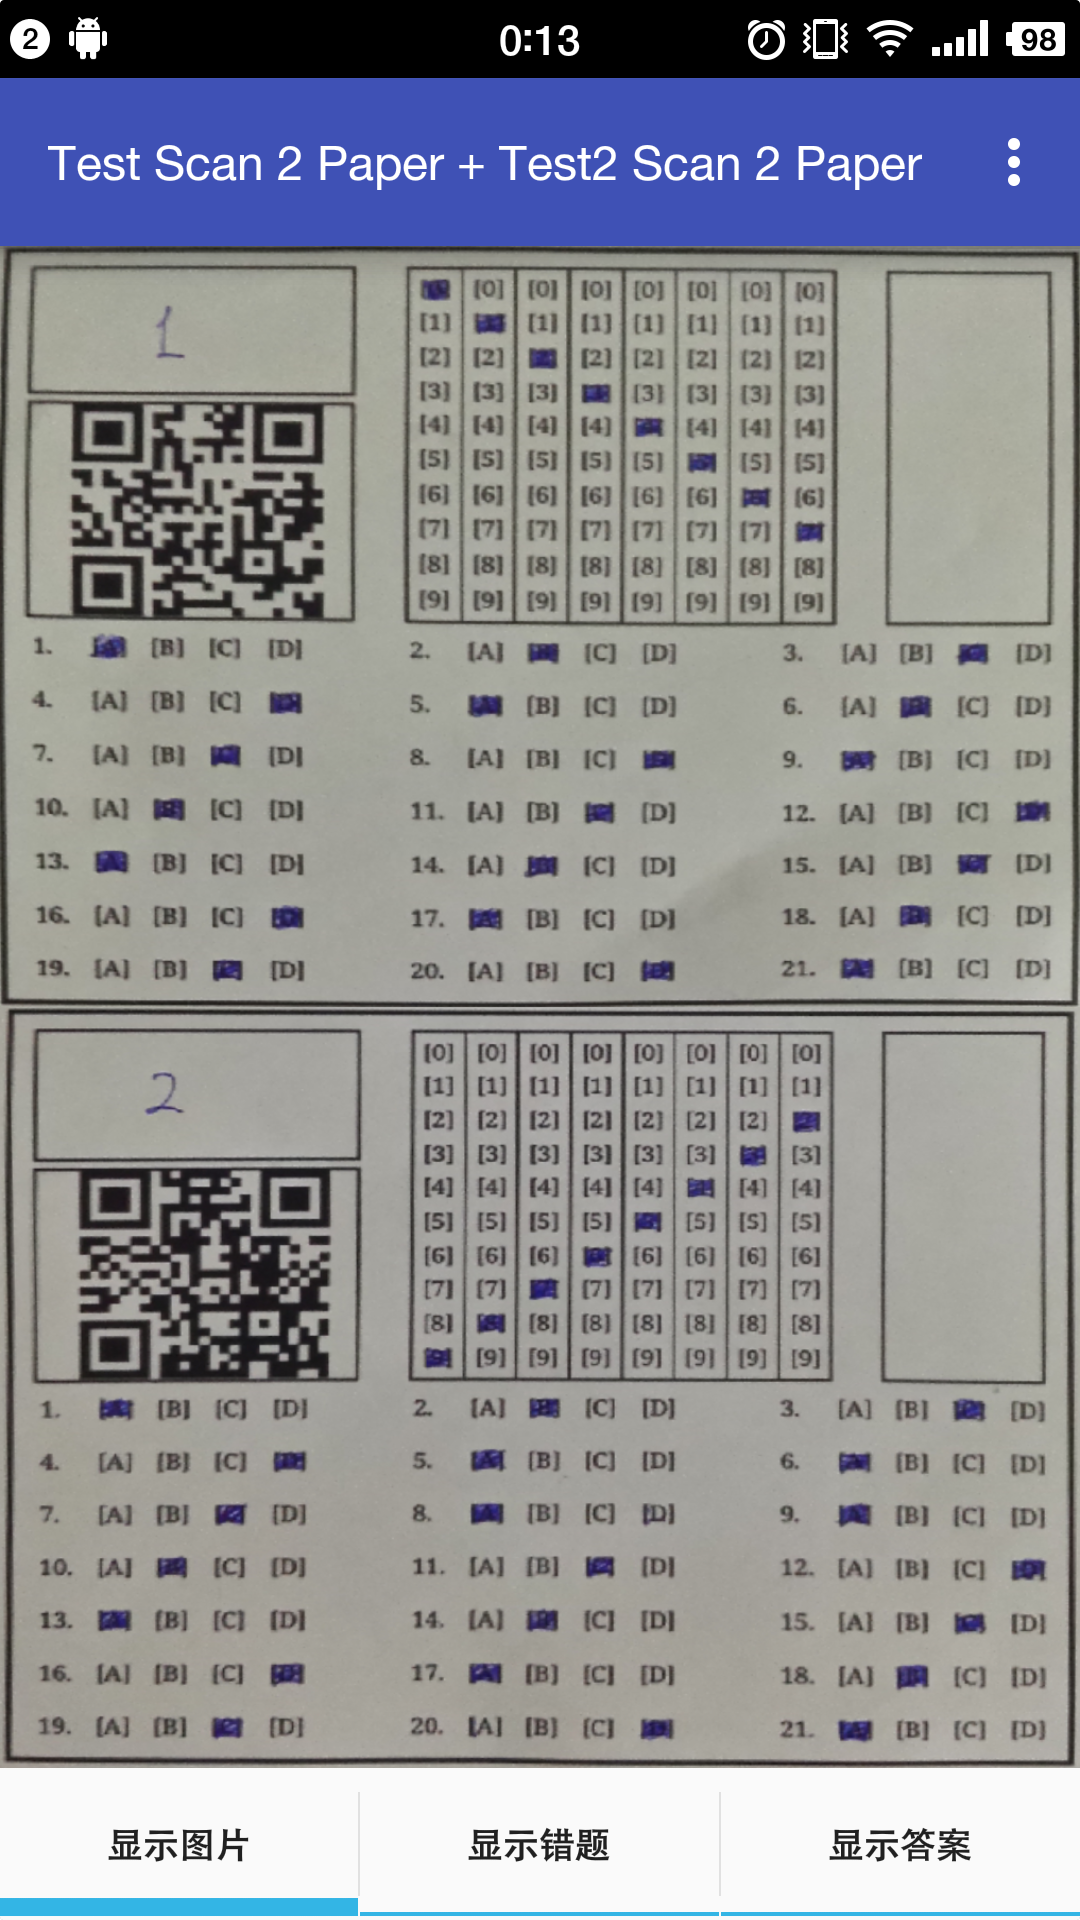 2 0:13 98
Test Scan 2 Paper + Test2 Scan 2 Paper
1
[0] [0] [0] [0] [0] [0] [0]
[1] [1] [1] [1] [1] [1] [1]
[2] [2] [2] [2] [2] [2] [2]
[3] [3] [3] [3] [3] [3] [3]
[4] [4] [4] [4] [4] [4] [4]
[5] [5] [5] [5] [5] [5] [5]
[6] [6] [6] [6] [6] [6] [6]
[7] [7] [7] [7] [7] [7] [7]
[8] [8] [8] [8] [8] [8] [8] [8]
[9] [9] [9] [9] [9] [9] [9] [9]
1. [B] [C] [D] 2. [A] [C] [D] 3. [A] [B] [D]
4. [A] [B] [C] 5. [B] [C] [D] 6. [A] [C] [D]
7. [A] [B] [D] 8. [A] [B] [C] 9. [B] [C] [D]
10. [A] [C] [D] 11. [A] [B] [D] 12. [A] [B] [C]
13. [B] [C] [D] 14. [A] [C] [D] 15. [A] [B] [D]
16. [A] [B] [C] 17. [B] [C] [D] 18. [A] [C] [D]
19. [A] [B] [D] 20. [A] [B] [C] 21. [B] [C] [D]
2
[0] [0] [0] [0] [0] [0] [0] [0]
[1] [1] [1] [1] [1] [1] [1] [1]
[2] [2] [2] [2] [2] [2] [2]
[3] [3] [3] [3] [3] [3] [3]
[4] [4] [4] [4] [4] [4] [4]
[5] [5] [5] [5] [5] [5] [5]
[6] [6] [6] [6] [6] [6] [6]
[7] [7] [7] [7] [7] [7] [7]
[8] [8] [8] [8] [8] [8] [8]
[9] [9] [9] [9] [9] [9] [9]
1. [B] [C] [D] 2. [A] [C] [D] 3. [A] [B] [D]
4. [A] [B] [C] 5. [B] [C] [D] 6. [B] [C] [D]
7. [A] [B] [D] 8. [B] [C] [D] 9. [B] [C] [D]
10. [A] [C] [D] 11. [A] [B] [D] 12. [A] [B] [C]
13. [B] [C] [D] 14. [A] [C] [D] 15. [A] [B] [D]
16. [A] [B] [C] 17. [B] [C] [D] 18. [A] [C] [D]
19. [A] [B] [D] 20. [A] [B] [C] 21. [B] [C] [D]
显示图片 显示错题 显示答案